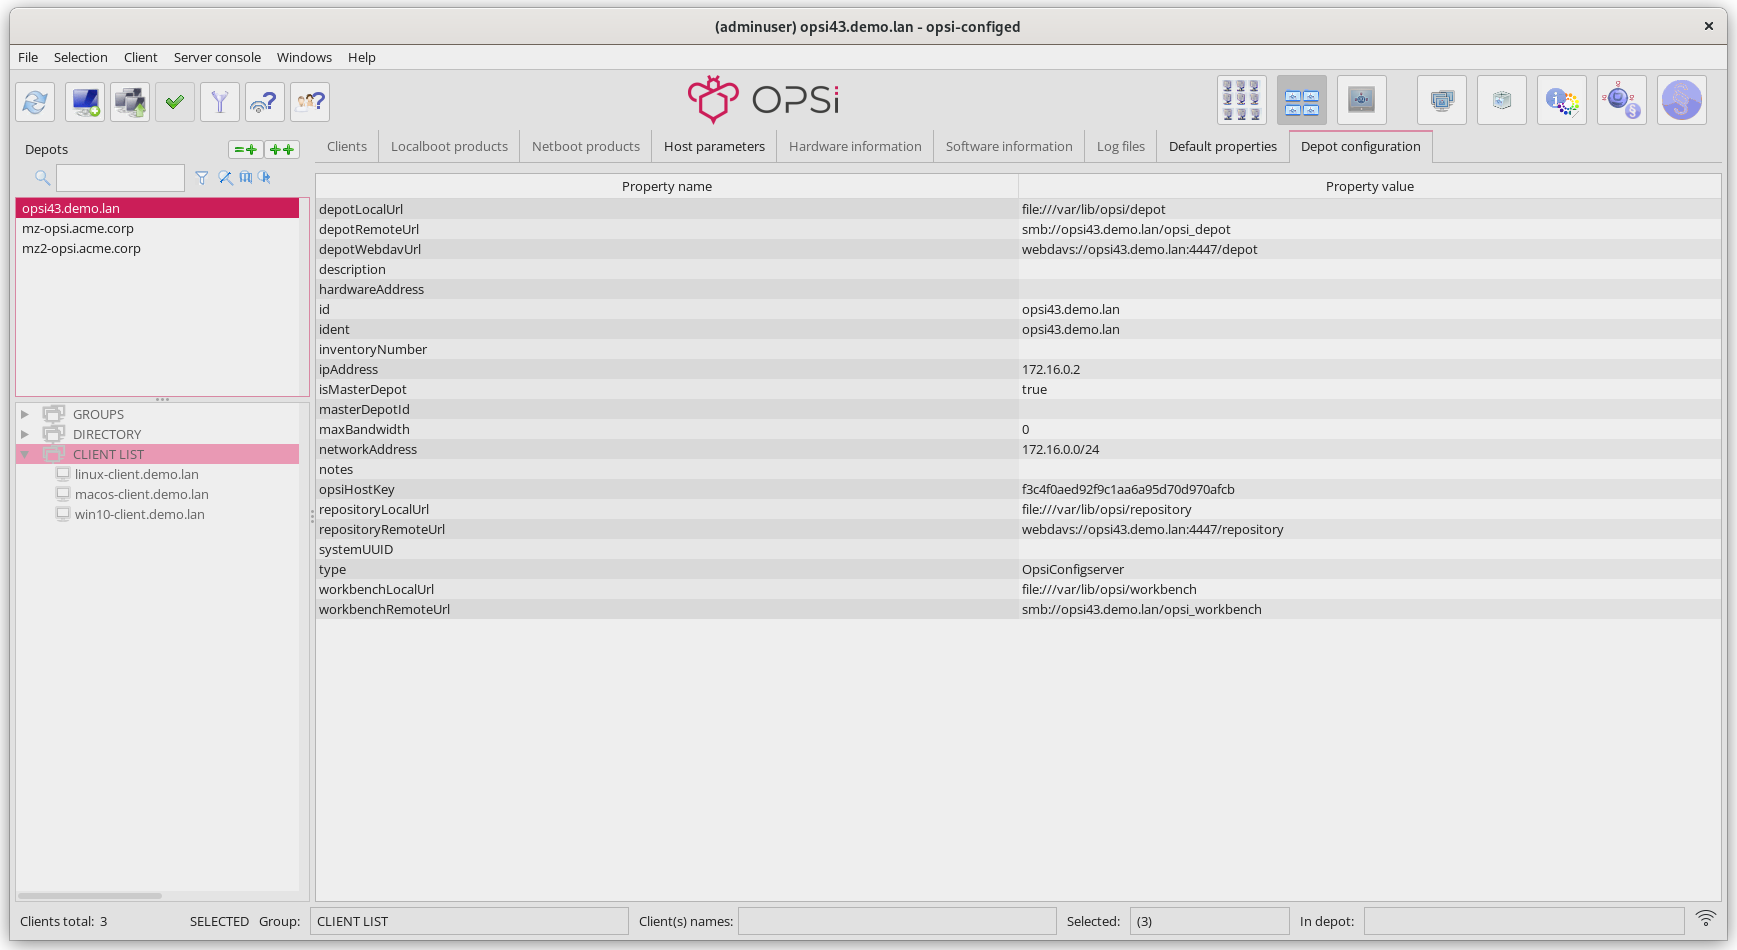 (adminuser) opsi43.demo.lan - opsi-configed
File Selection Client Server console Windows Help
OPSi
Depots
Clients Localboot products Netboot products Host parameters Hardware information Software information Log files Default properties Depot configuration
opsi43.demo.lan
mz-opsi.acme.corp
mz2-opsi.acme.corp
GROUPS
DIRECTORY
CLIENT LIST
linux-client.demo.lan
macos-client.demo.lan
win10-client.demo.lan
Property name Property value
depotLocalUrl file:///var/lib/opsi/depot
depotRemoteUrl smb://opsi43.demo.lan/opsi_depot
depotWebdavUrl webdavs://opsi43.demo.lan:4447/depot
description
hardwareAddress
id opsi43.demo.lan
ident opsi43.demo.lan
inventoryNumber
ipAddress 172.16.0.2
isMasterDepot true
masterDepotId
maxBandwidth 0
networkAddress 172.16.0.0/24
notes
opsiHostKey f3c4f0aed92f9c1aa6a95d70d970afcb
repositoryLocalUrl file:///var/lib/opsi/repository
repositoryRemoteUrl webdavs://opsi43.demo.lan:4447/repository
systemUUID
type OpsiConfigserver
workbenchLocalUrl file:///var/lib/opsi/workbench
workbenchRemoteUrl smb://opsi43.demo.lan/opsi_workbench
Clients total: 3 SELECTED Group: CLIENT LIST Client(s) names: Selected: (3) In depot: